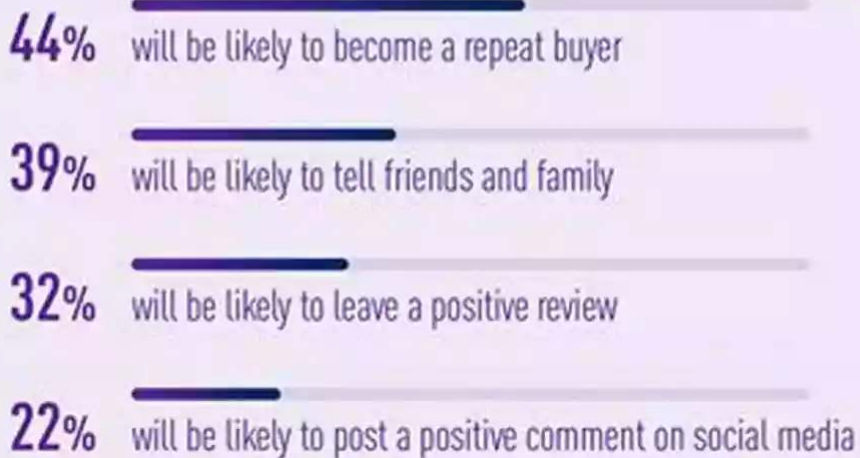 44% will be likely to become a repeat buyer
39% will be likely to tell friends and family
32% will be likely to leave a positive review
22% will be likely to post a positive comment on social media